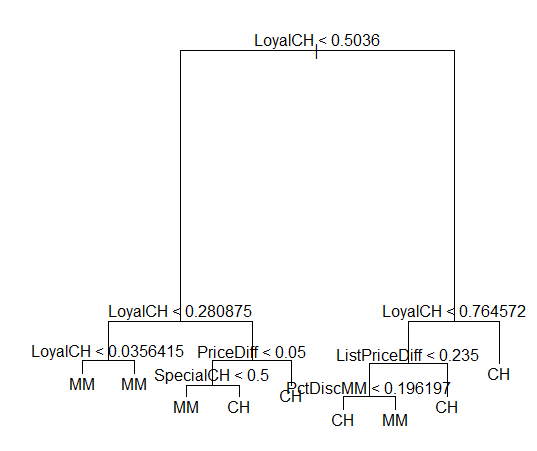 LoyalCH < 0.5036
LoyalCH < 0.280875
LoyalCH < 0.764572
LoyalCH < 0.0356415
PriceDiff < 0.05
ListPriceDiff < 0.235
CH
MM
MM
SpecialCH < 0.5
CH
PctDiscMM < 0.196197
CH
MM
CH
CH
MM